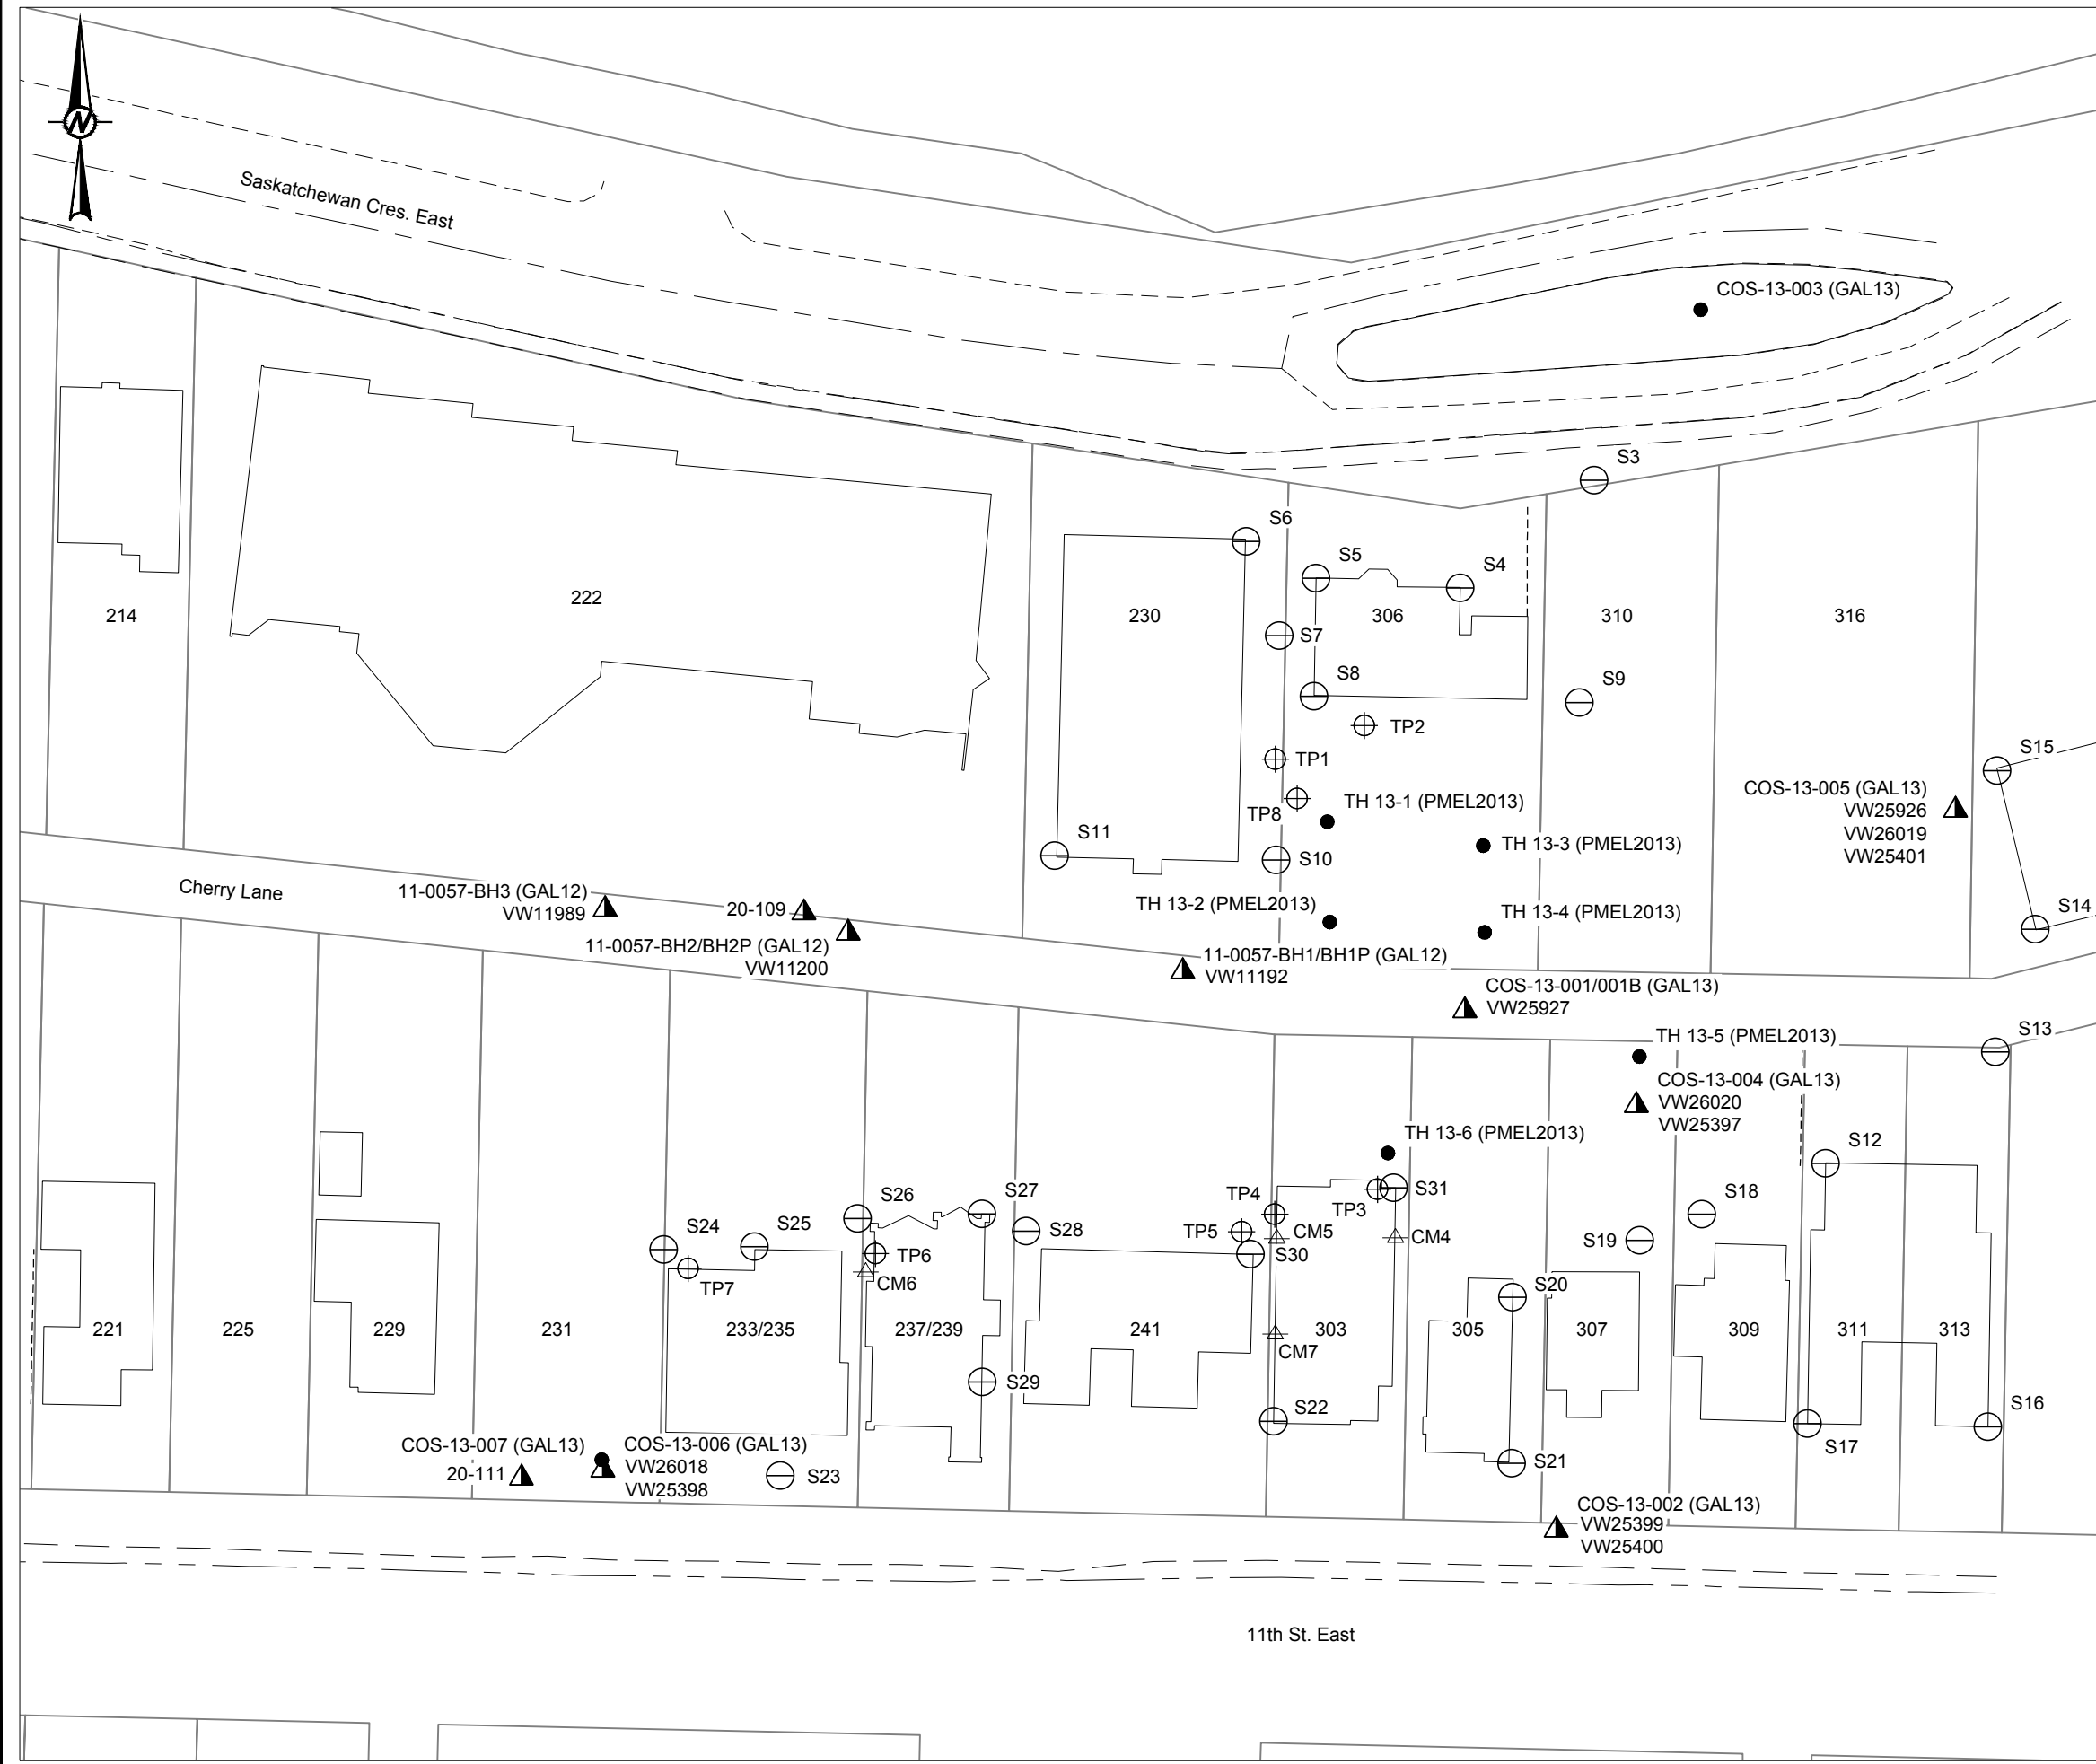 N
Saskatchewan Cres. East
COS-13-003 (GAL13)
S3
S6
S5
S4
222
214
230
306
310
316
S7
S8
S9
TP2
S15
TP1
COS-13-005 (GAL13)
VW25926
VW26019
VW25401
TH 13-1 (PMEL2013)
TP8
S11
TH 13-3 (PMEL2013)
S10
Cherry Lane
11-0057-BH3 (GAL12)
VW11989
20-109
TH 13-2 (PMEL2013)
TH 13-4 (PMEL2013)
S14
11-0057-BH2/BH2P (GAL12)
VW11200
11-0057-BH1/BH1P (GAL12)
VW11192
COS-13-001/001B (GAL13)
VW25927
S13
TH 13-5 (PMEL2013)
COS-13-004 (GAL13)
VW26020
VW25397
TH 13-6 (PMEL2013)
S12
S26
S27
TP4
S31
TP3
S18
S24
S25
S28
TP5
CM5
CM4
S19
TP6
S30
TP7
CM6
S20
221
225
229
231
233/235
237/239
241
303
305
307
309
311
313
CM7
S29
S22
S16
COS-13-007 (GAL13)
20-111
COS-13-006 (GAL13)
VW26018
VW25398
S23
S21
S17
COS-13-002 (GAL13)
VW25399
VW25400
11th St. East